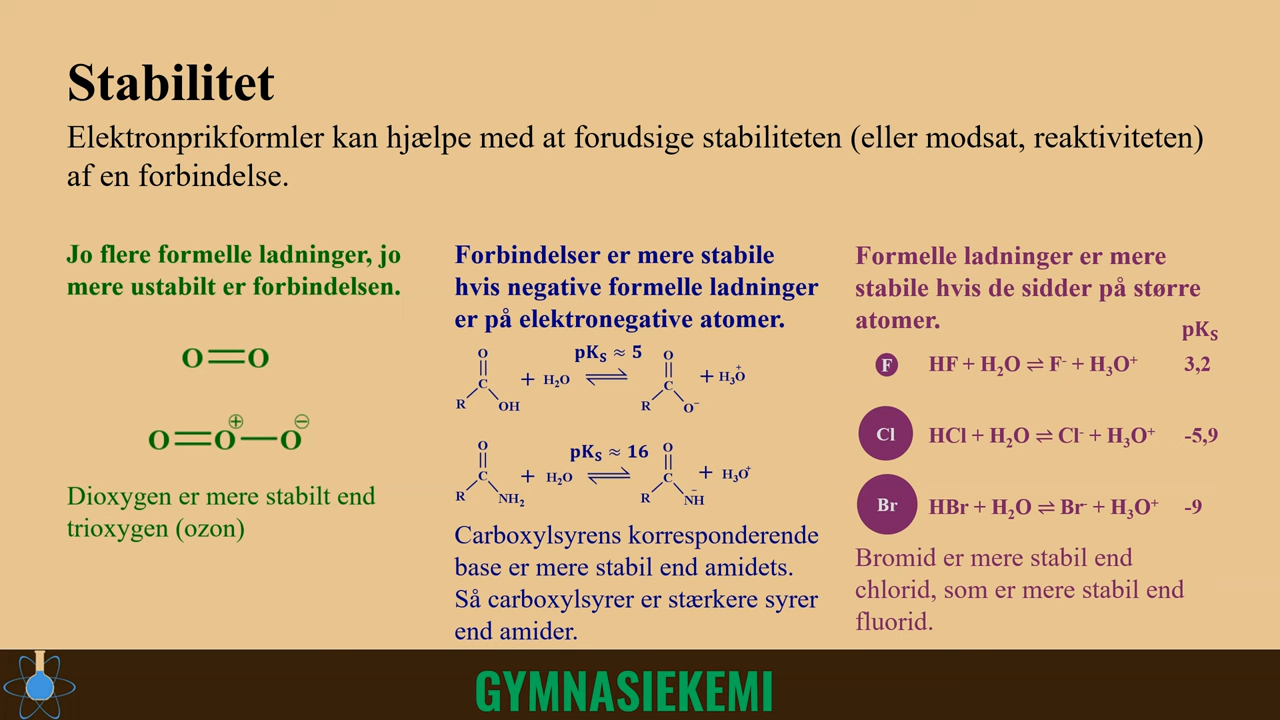 Stabilitet
Elektronprikformler kan hjælpe med at forudsige stabiliteten (eller modsat, reaktiviteten)
af en forbindelse.
Jo flere formelle ladninger, jo
mere ustabilt er forbindelsen.
O=O
O=O⊕—O⊖
Dioxygen er mere stabilt end
trioxygen (ozon)
Forbindelser er mere stabile
hvis negative formelle ladninger
er på elektronegative atomer.
pKₛ ≈ 5
O
C
R OH + H₂O ⇌
O
C
R O⁻ + H₃O⁺
pKₛ ≈ 16
O
C
R NH₂ + H₂O ⇌
O
C
R NH⁻ + H₃O⁺
Carboxylsyrens korresponderende
base er mere stabil end amidets.
Så carboxylsyrer er stærkere syrer
end amider.
Formelle ladninger er mere
stabile hvis de sidder på større
atomer.
pKₛ
F HF + H₂O ⇌ F⁻ + H₃O⁺ 3,2
Cl HCl + H₂O ⇌ Cl⁻ + H₃O⁺ -5,9
Br HBr + H₂O ⇌ Br⁻ + H₃O⁺ -9
Bromid er mere stabil end
chlorid, som er mere stabil end
fluorid.
GYMNASIEKEMI